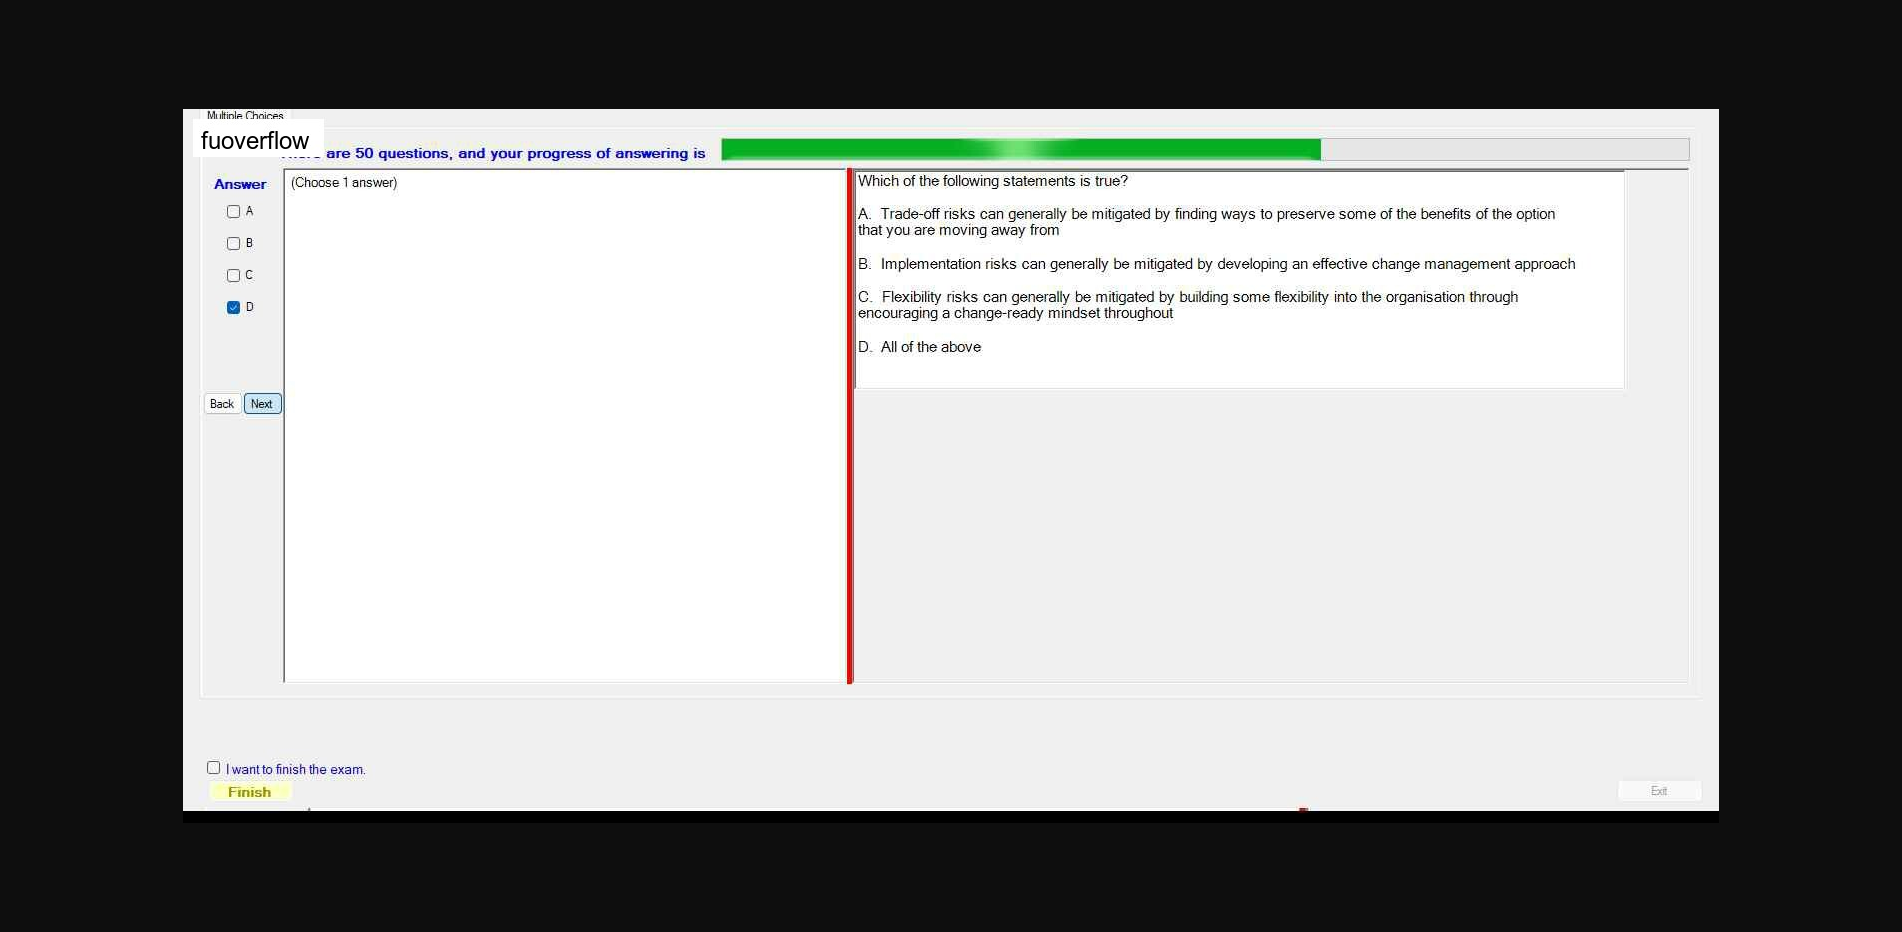 Multiple Choices
fuoverflow
are 50 questions, and your progress of answering is
Answer
(Choose 1 answer)
A
B
C
D
Back
Next
Which of the following statements is true?
A. Trade-off risks can generally be mitigated by finding ways to preserve some of the benefits of the option
that you are moving away from
B. Implementation risks can generally be mitigated by developing an effective change management approach
C. Flexibility risks can generally be mitigated by building some flexibility into the organisation through
encouraging a change-ready mindset throughout
D. All of the above
I want to finish the exam.
Finish
Exit